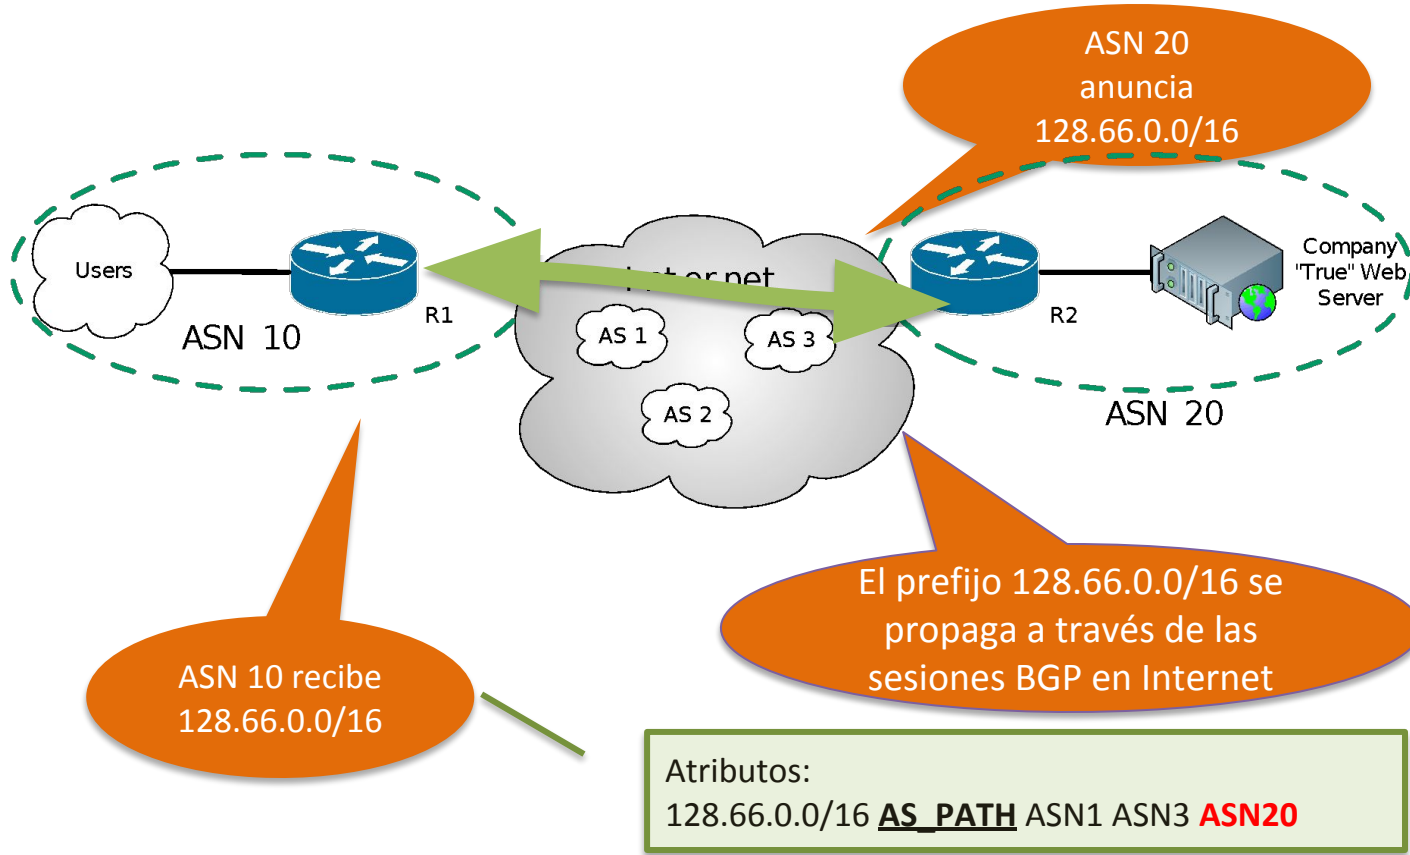 ASN 20
anuncia
128.66.0.0/16
Users
R1
ASN 10
AS 1
AS 3
AS 2
R2
Company
"True" Web
Server
ASN 20
El prefijo 128.66.0.0/16 se
propaga a través de las
sesiones BGP en Internet
ASN 10 recibe
128.66.0.0/16
Atributos:
128.66.0.0/16 AS_PATH ASN1 ASN3 ASN20